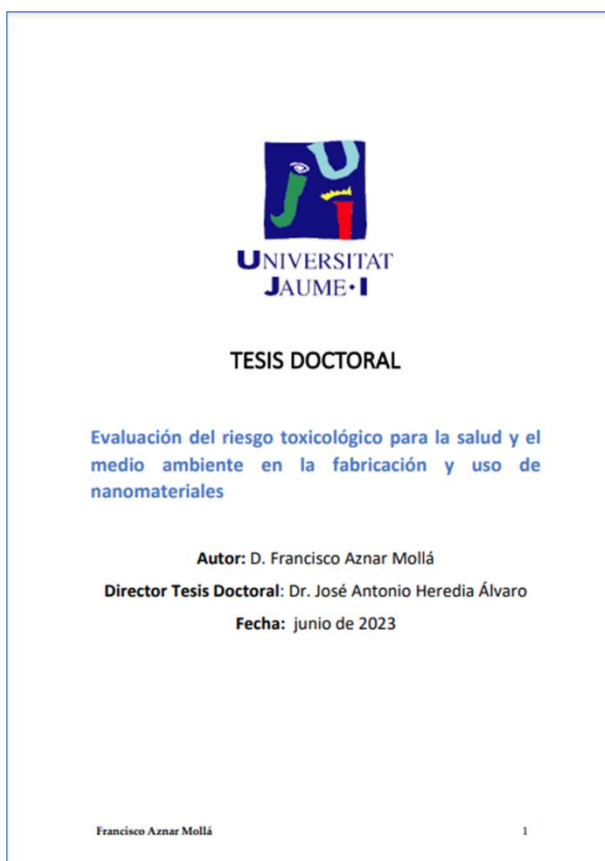 UNIVERSITAT
JAUME·I
TESIS DOCTORAL
Evaluación del riesgo toxicológico para la salud y el
medio ambiente en la fabricación y uso de
nanomateriales
Autor: D. Francisco Aznar Mollá
Director Tesis Doctoral: Dr. José Antonio Heredia Álvaro
Fecha: junio de 2023
Francisco Aznar Mollá 1